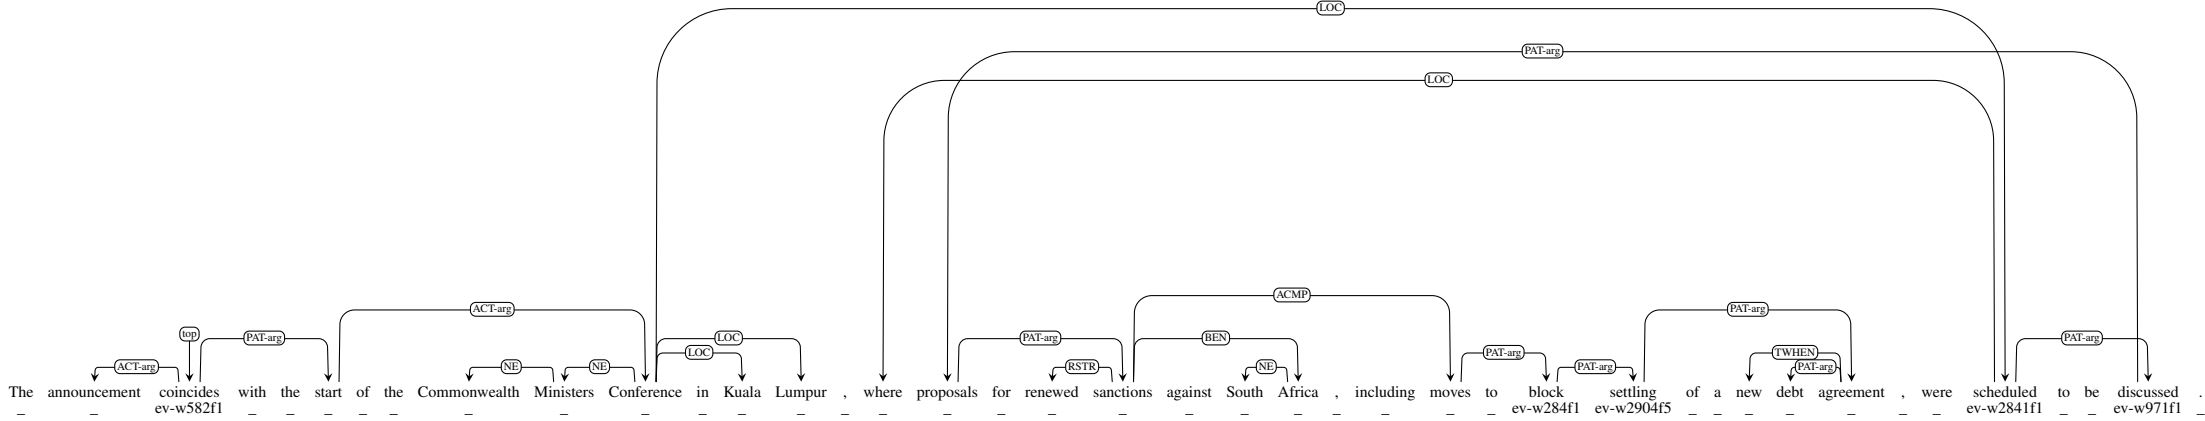 LOC
PAT-arg
LOC
ACMP
ACT-arg PAT-arg
top PAT-arg LOC PAT-arg BEN PAT-arg
LOC PAT-arg TWHEN
ACT-arg NE NE RSTR NE PAT-arg PAT-arg
The announcement coincides with the start of the Commonwealth Ministers Conference in Kuala Lumpur , where proposals for renewed sanctions against South Africa , including moves to block settling of a new debt agreement , were scheduled to be discussed .
_ _ ev-w582f1 _ _ _ _ _ _ _ _ _ _ _ _ _ _ _ _ _ _ _ _ _ _ _ _ ev-w284f1 ev-w2904f5 _ _ _ _ _ _ _ ev-w2841f1 _ _ ev-w971f1 _